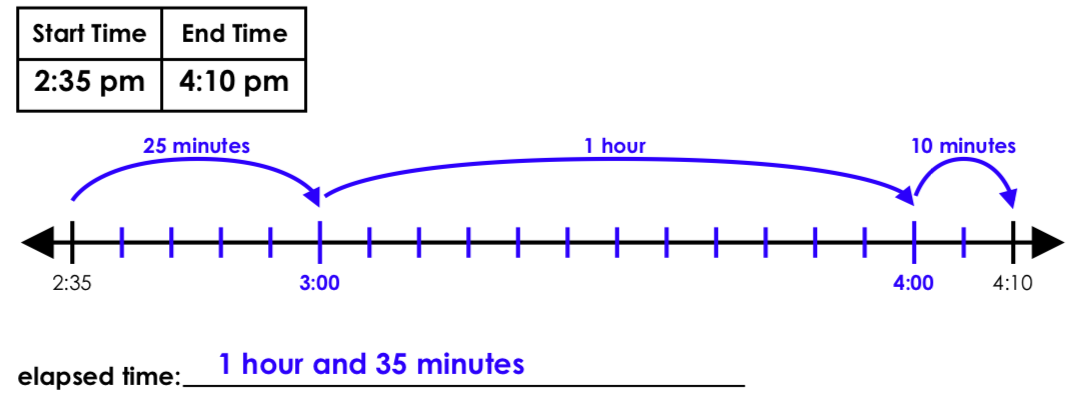 Start Time End Time
2:35 pm 4:10 pm
25 minutes 1 hour 10 minutes
2:35 3:00 4:00 4:10
elapsed time: 1 hour and 35 minutes